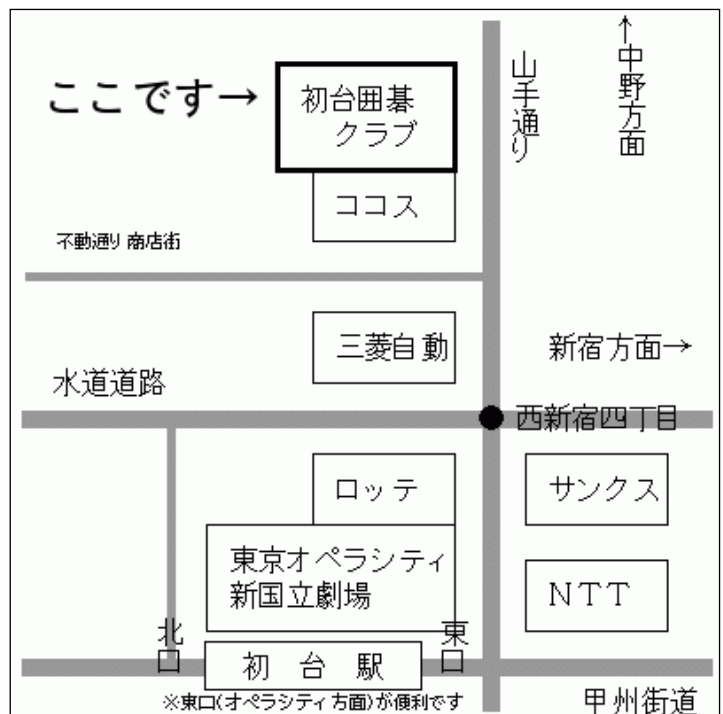 ↑中野方面
山手通り
ここです→
初台囲碁
クラブ
ココス
不動通り 商店街
三菱自動
新宿方面→
水道道路
西新宿四丁目
ロッテ
サンクス
東京オペラシティ
新国立劇場
NTT
北口
東口
初台駅
※東口(オペラシティ方面)が便利です
甲州街道